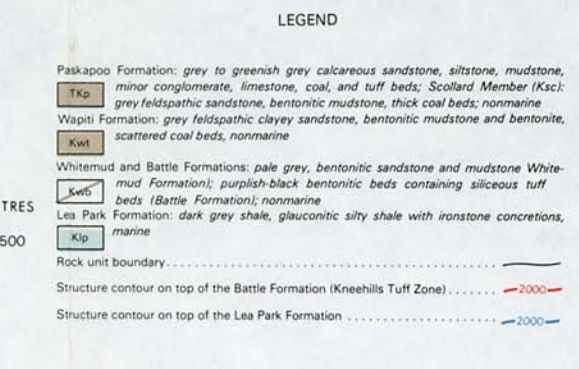 LEGEND
Paskapoo Formation: grey to greenish grey calcareous sandstone, siltstone, mudstone,
TKp minor conglomerate, limestone, coal, and tuff beds; Scollard Member (Ksc):
grey feldspathic sandstone, bentonitic mudstone, thick coal beds; nonmarine
Wapiti Formation: grey feldspathic clayey sandstone, bentonitic mudstone and bentonite,
Kwt scattered coal beds, nonmarine
Whitemud and Battle Formations: pale grey, bentonitic sandstone and mudstone White-
Kwb mud Formation); purplish-black bentonitic beds containing siliceous tuff
beds (Battle Formation); nonmarine
TRES
Lea Park Formation: dark grey shale, glauconitic silty shale with ironstone concretions,
500 Klp marine
Rock unit boundary
Structure contour on top of the Battle Formation (Kneehills Tuff Zone) 2000
Structure contour on top of the Lea Park Formation 2000